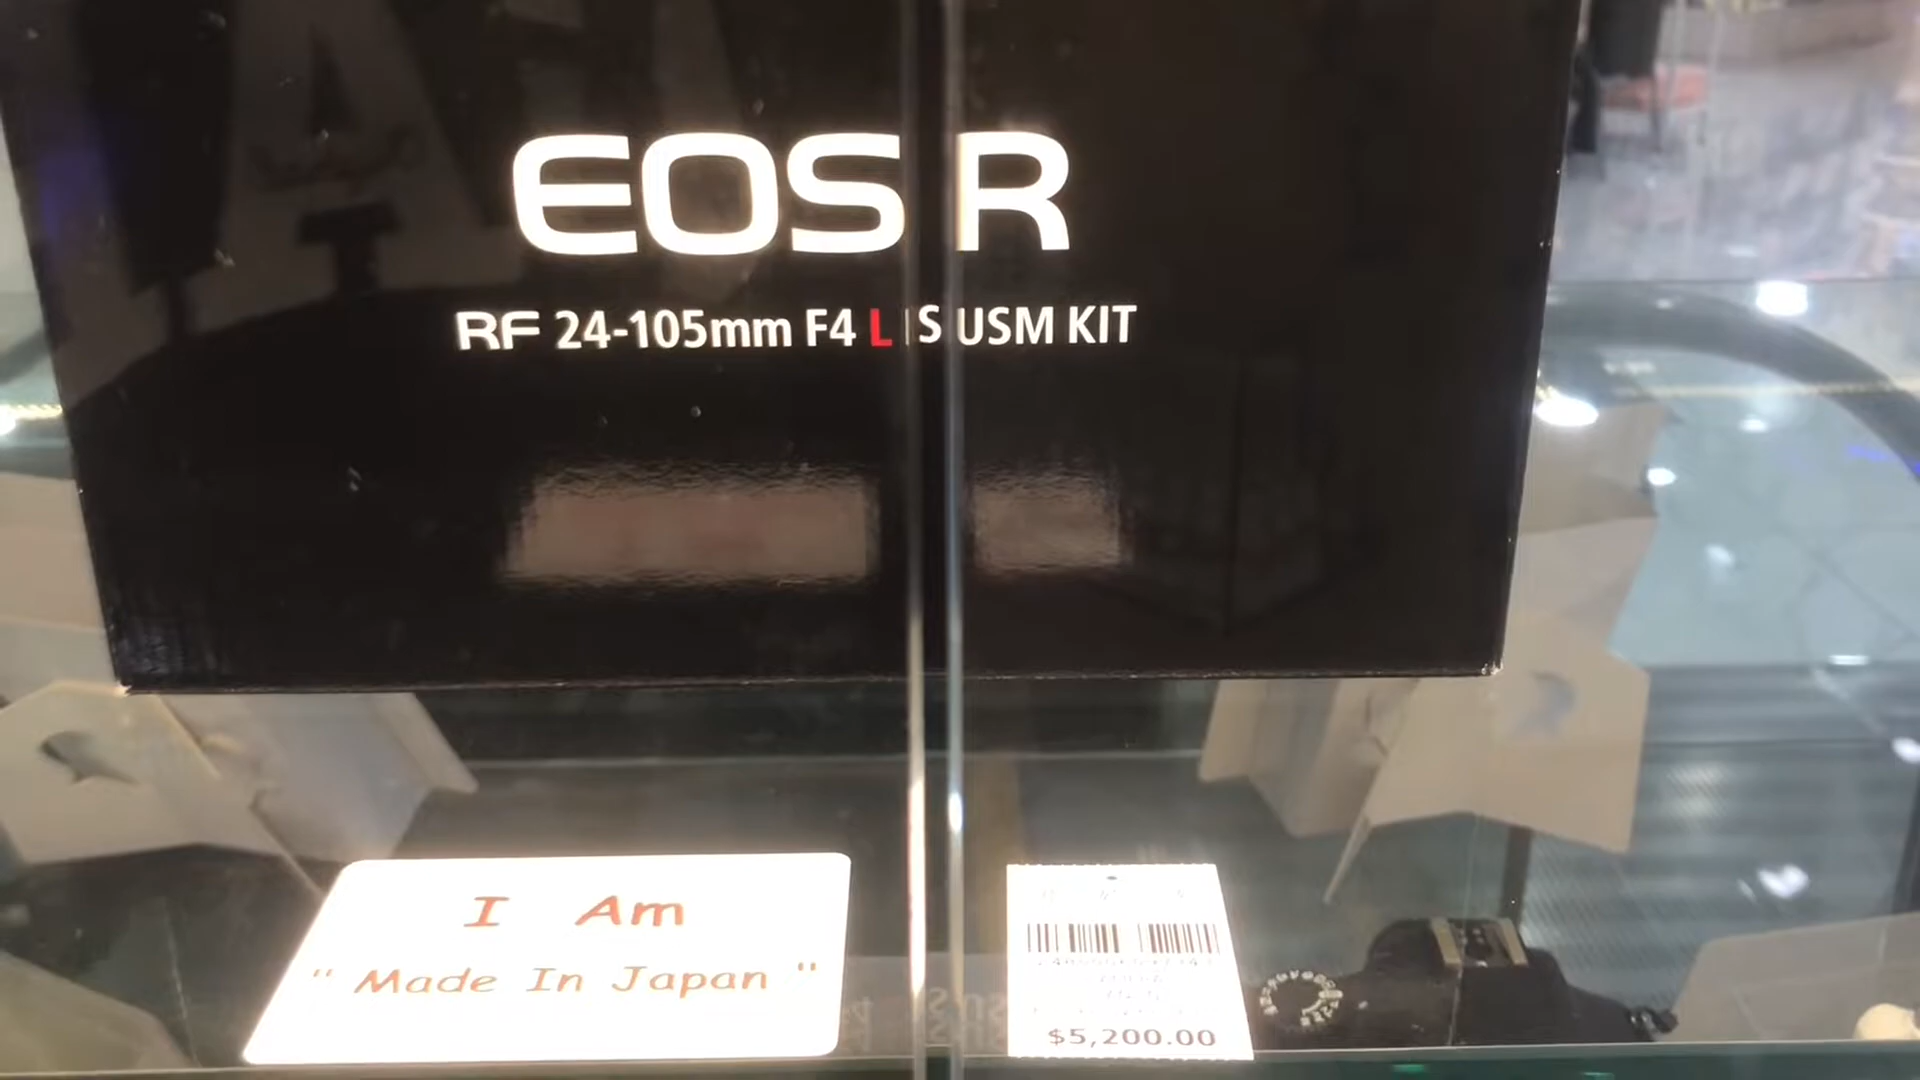 EOS R
RF 24-105mm F4 L IS USM KIT
I Am
" Made In Japan "
$5,200.00